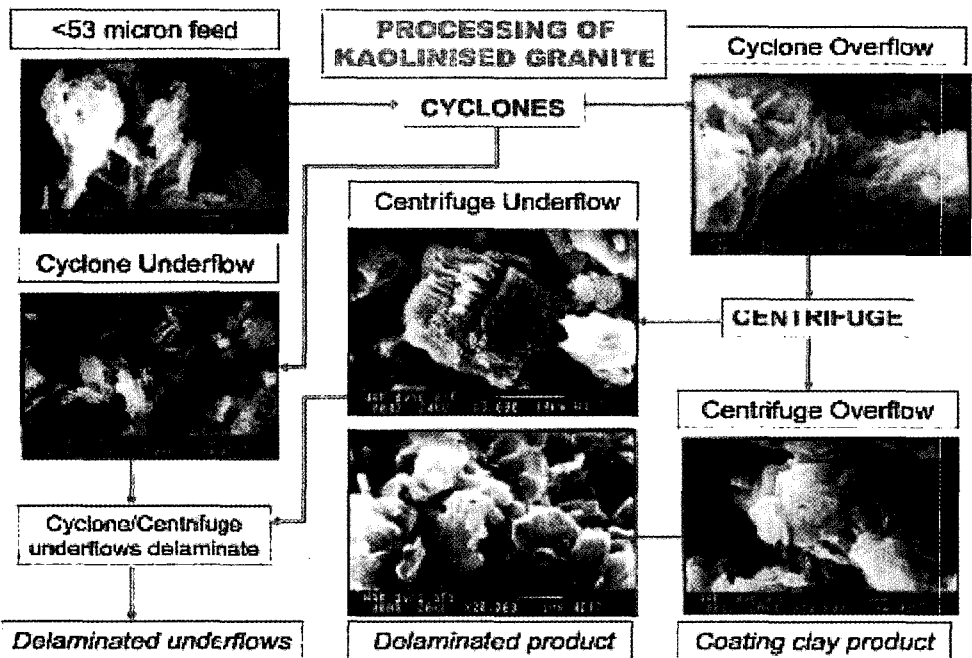 <53 micron feed
PROCESSING OF
KAOLINISED GRANITE
Cyclone Overflow
CYCLONES
Centrifuge Underflow
Cyclone Underflow
CENTRIFUGE
Centrifuge Overflow
Cyclone/Centrifuge
underflows delaminate
Delaminated underflows
Delaminated product
Coating clay product